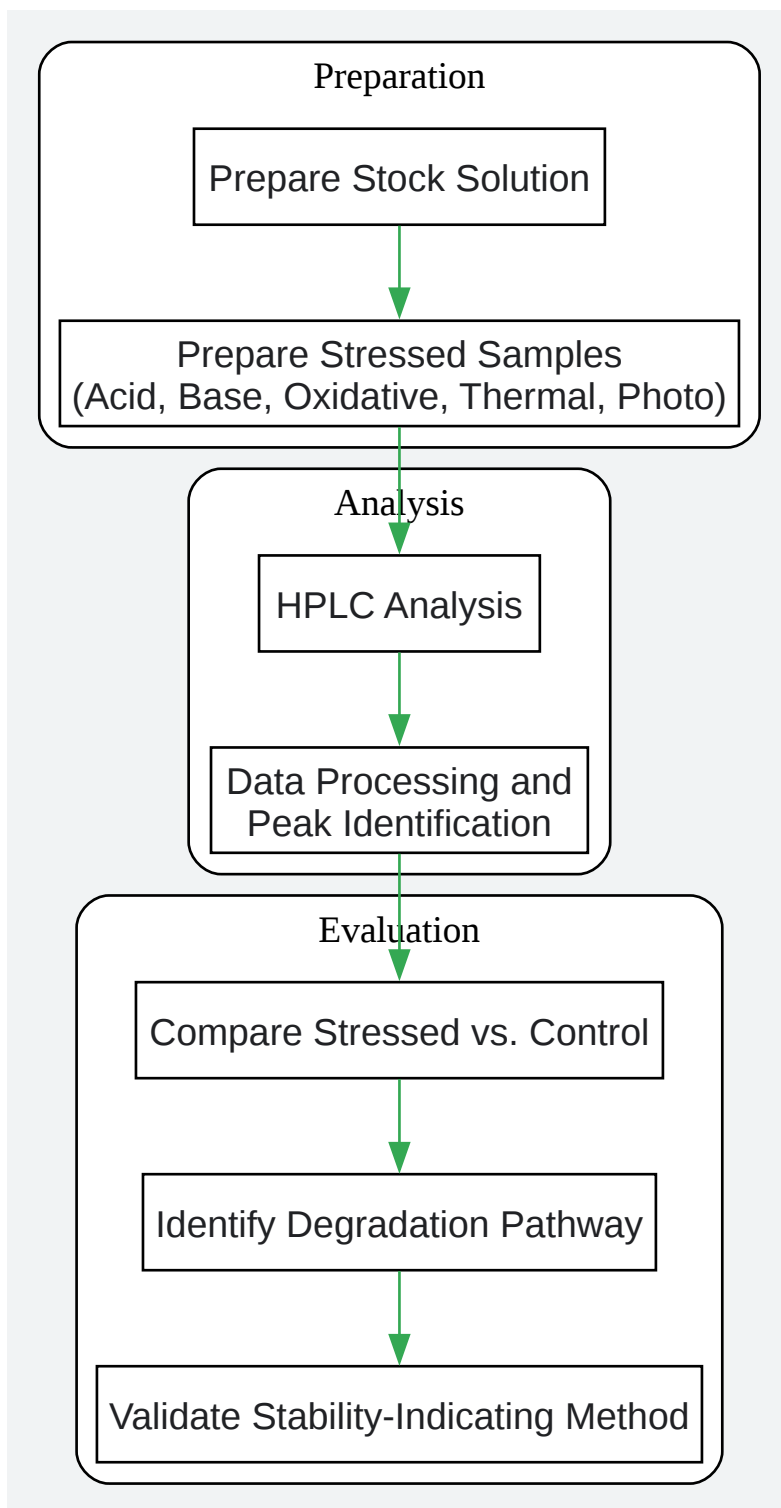 Preparation
Prepare Stock Solution
Prepare Stressed Samples
(Acid, Base, Oxidative, Thermal, Photo)
Analysis
HPLC Analysis
Data Processing and
Peak Identification
Evaluation
Compare Stressed vs. Control
Identify Degradation Pathway
Validate Stability-Indicating Method